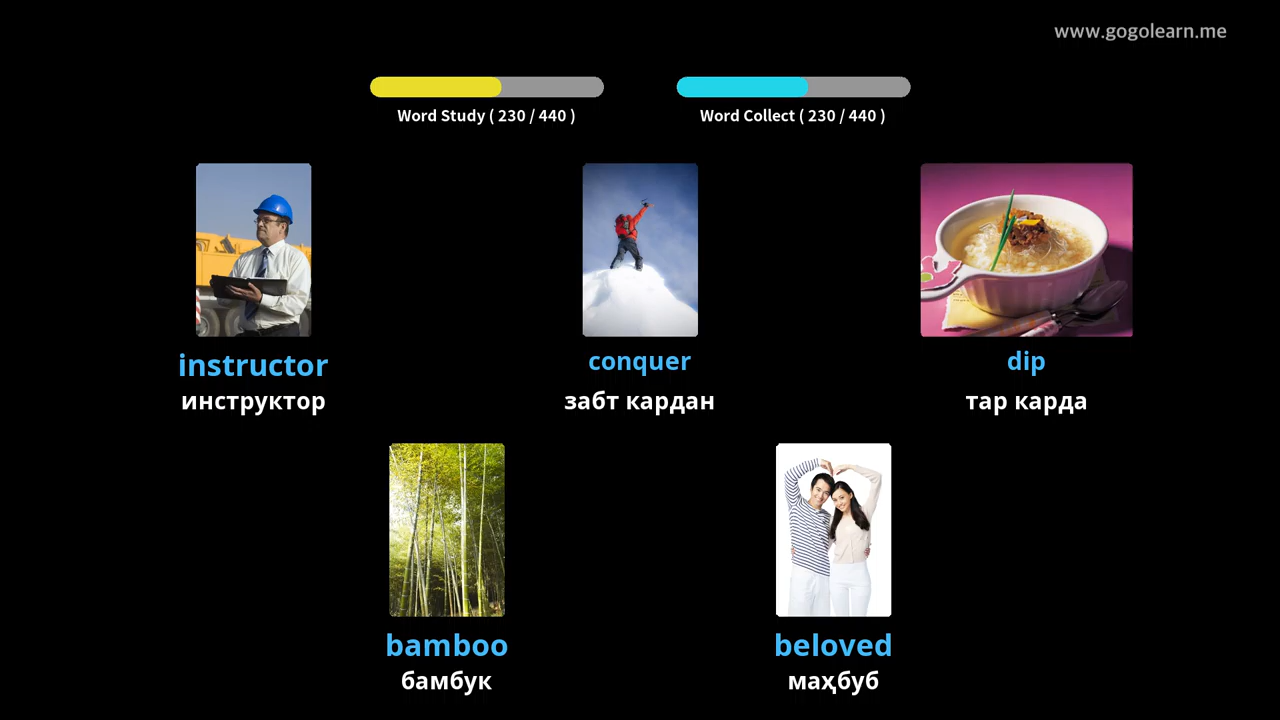 www.gogolearn.me
Word Study ( 230 / 440 )
Word Collect ( 230 / 440 )
instructor
инструктор
conquer
забт кардан
dip
тар карда
bamboo
бамбук
beloved
маҳбуб